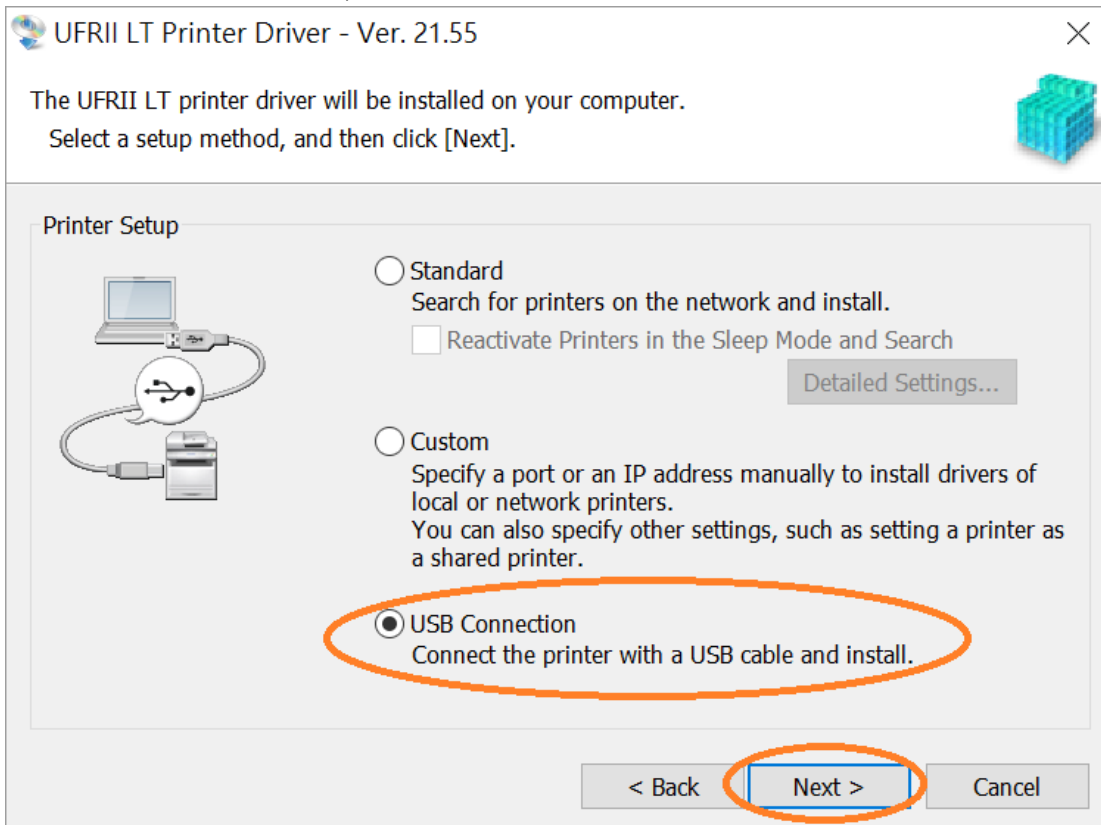 UFRII LT Printer Driver - Ver. 21.55
The UFRII LT printer driver will be installed on your computer.
Select a setup method, and then click [Next].
Printer Setup
Standard
Search for printers on the network and install.
Reactivate Printers in the Sleep Mode and Search
Detailed Settings...
Custom
Specify a port or an IP address manually to install drivers of
local or network printers.
You can also specify other settings, such as setting a printer as
a shared printer.
USB Connection
Connect the printer with a USB cable and install.
< Back
Next >
Cancel